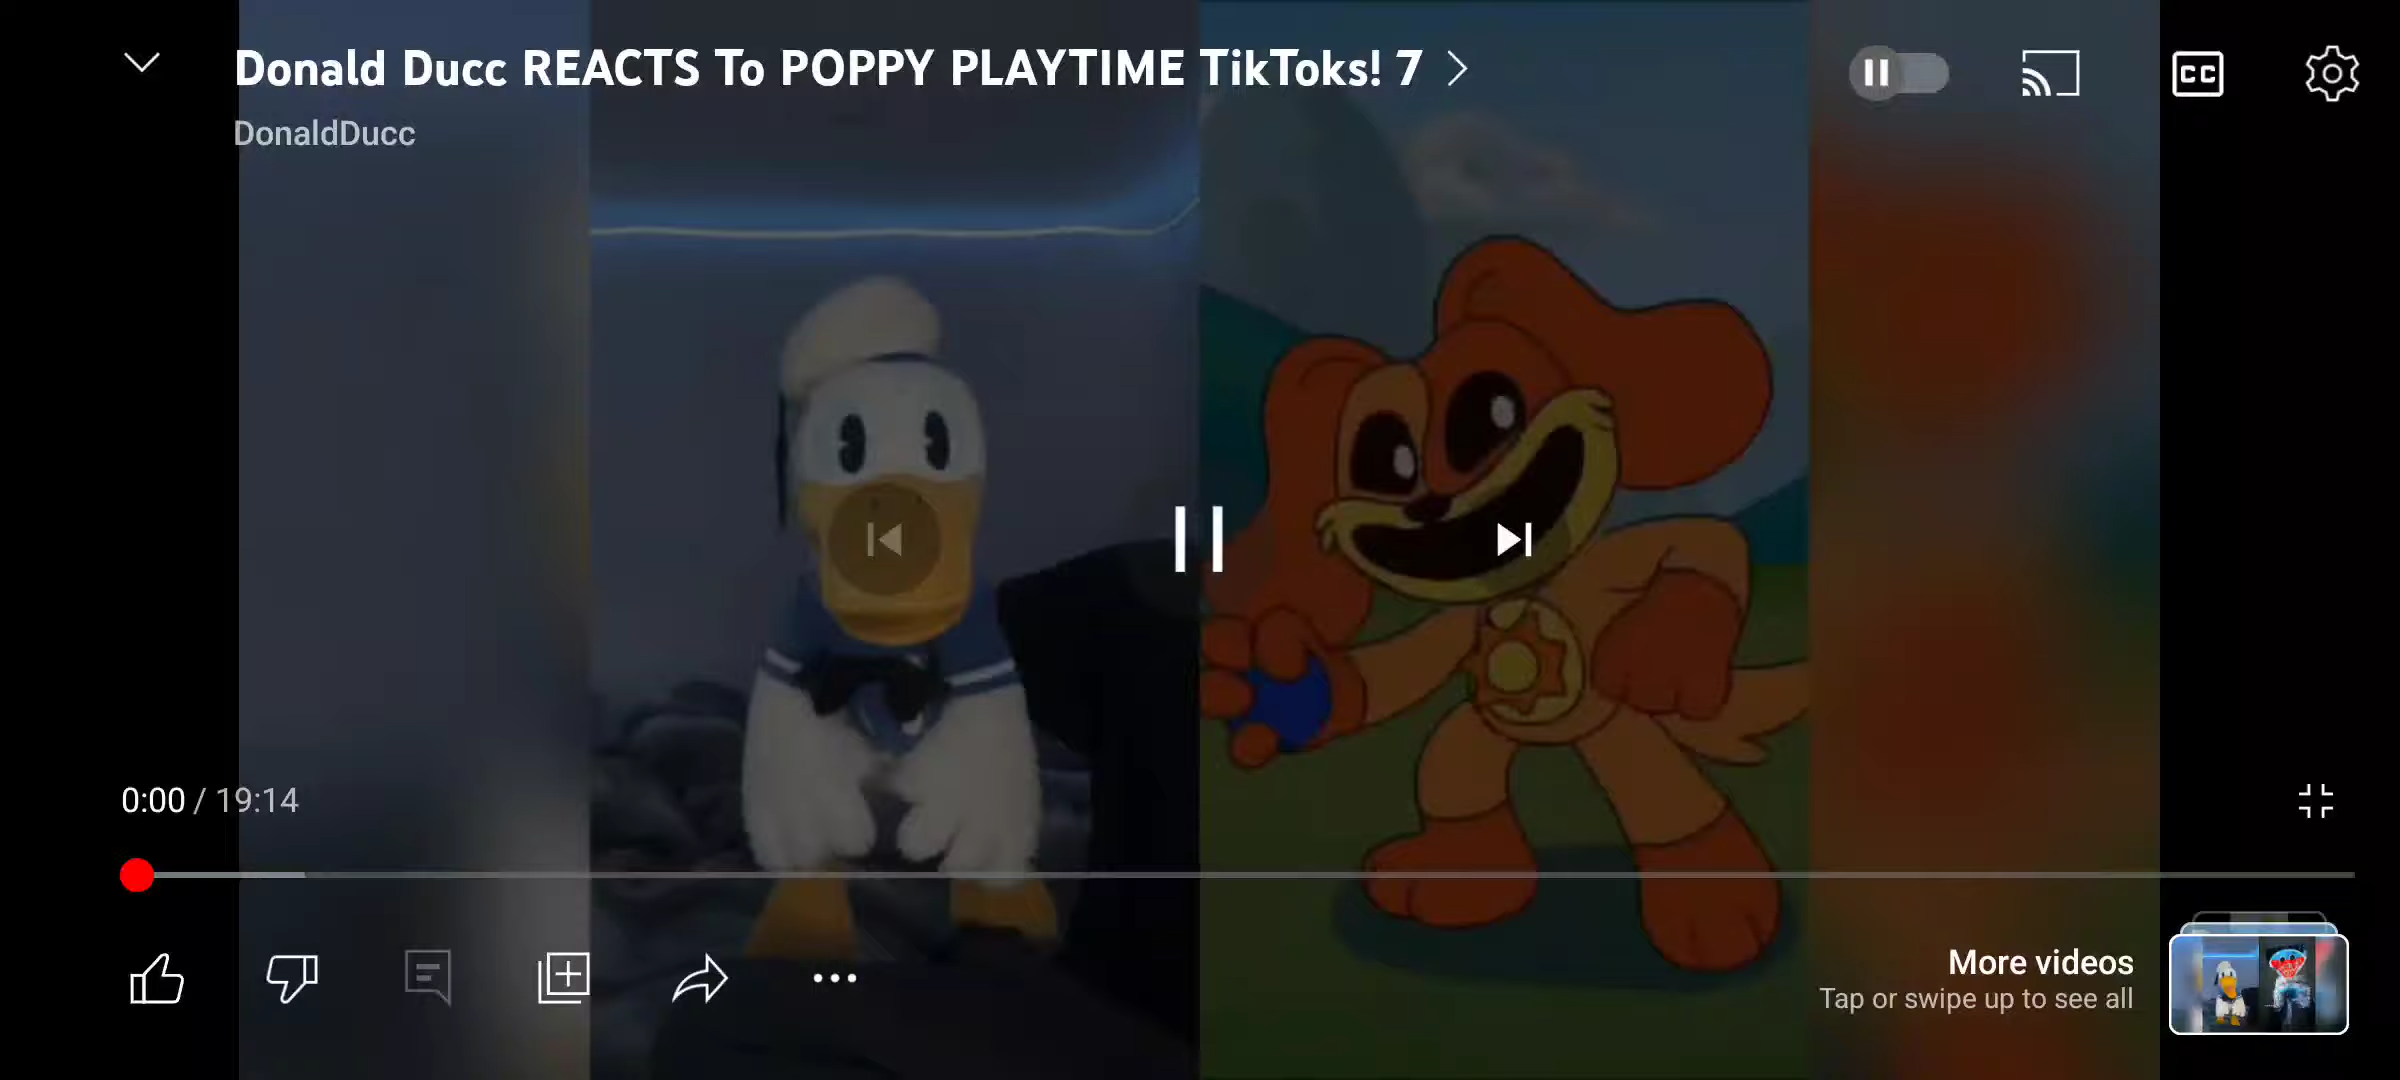 Donald Ducc REACTS To POPPY PLAYTIME TikToks! 7
DonaldDucc
CC
0:00 / 19:14
More videos
Tap or swipe up to see all